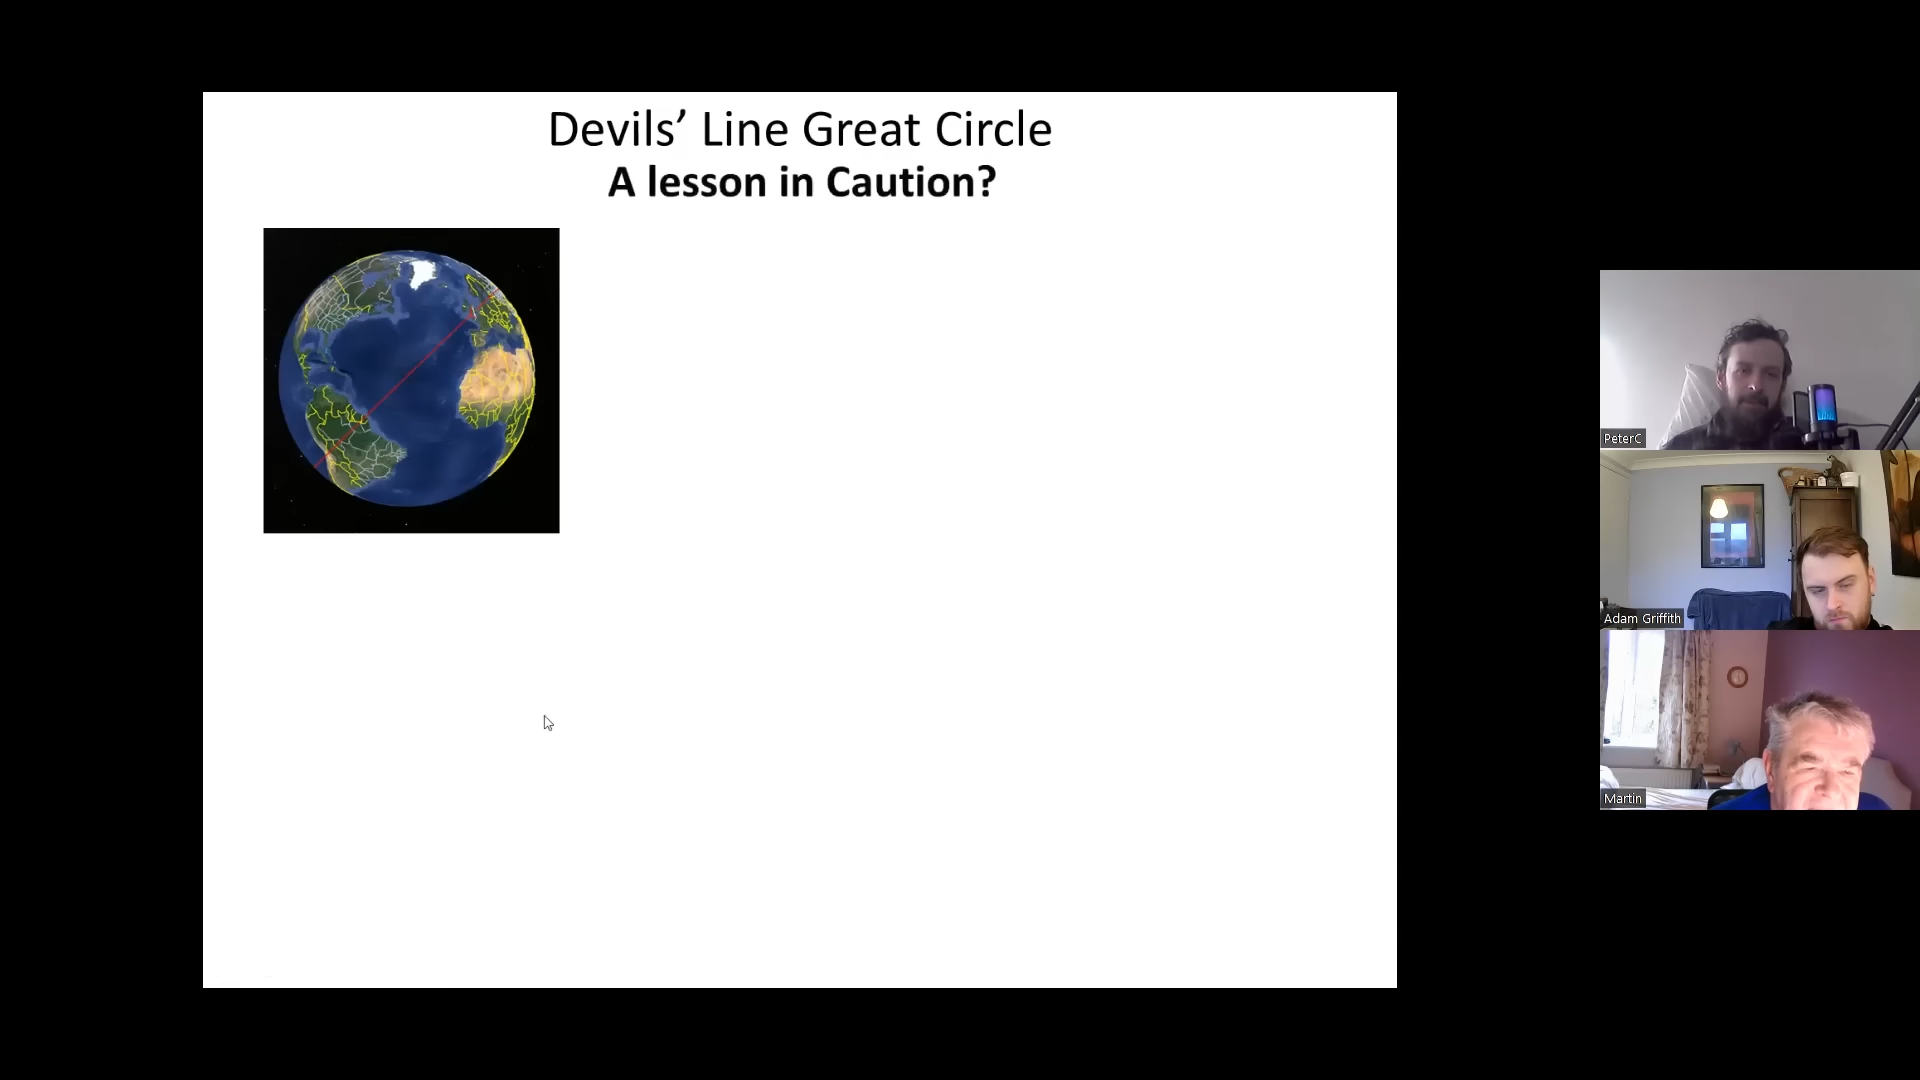 Devils’ Line Great Circle
A lesson in Caution?
PeterC
Adam Griffith
Martin